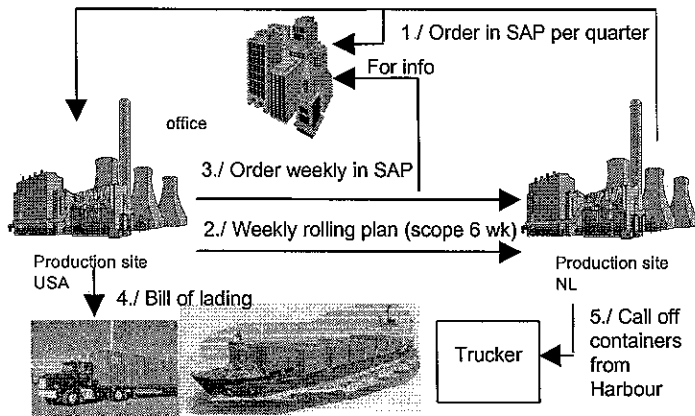 1./ Order in SAP per quarter
For info
office
3./ Order weekly in SAP
2./ Weekly rolling plan (scope 6 wk)
Production site
USA
Production site
NL
4./ Bill of lading
Trucker
5./ Call off
containers
from
Harbour